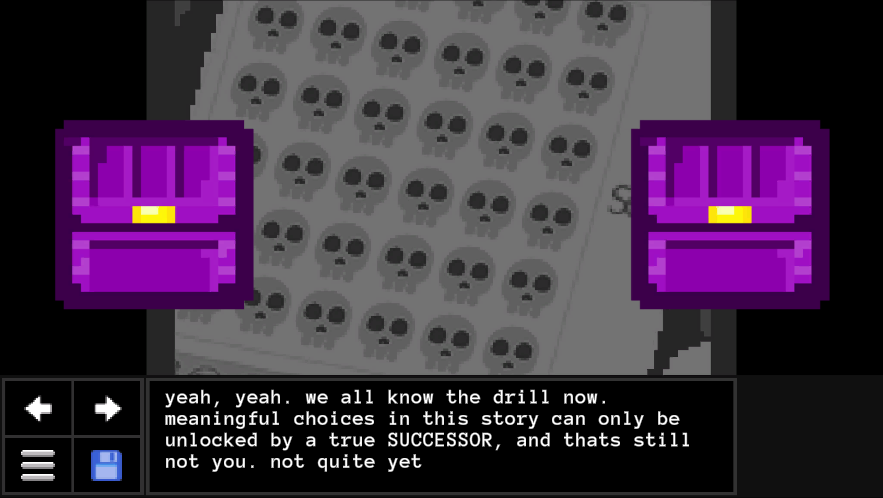 yeah, yeah. we all know the drill now.
meaningful choices in this story can only be
unlocked by a true SUCCESSOR, and thats still
not you. not quite yet